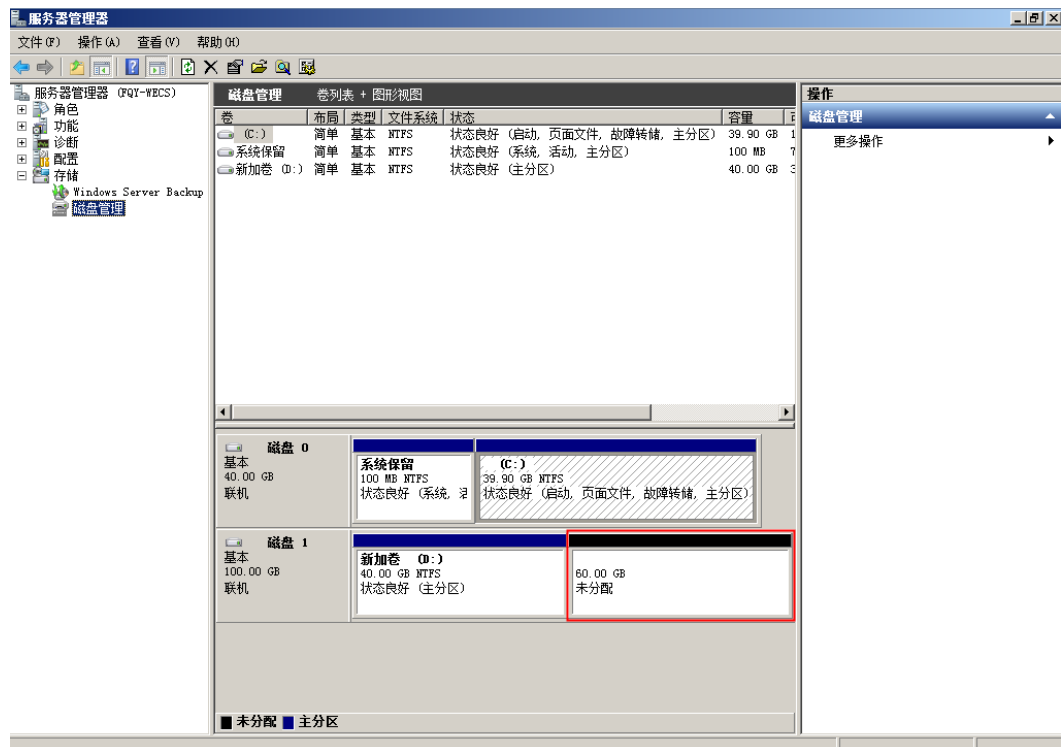 服务器管理器
文件(F) 操作(A) 查看(V) 帮助(H)
服务器管理器 (FQY-WECS)
角色
功能
诊断
配置
存储
Windows Server Backup
磁盘管理
磁盘管理 卷列表 + 图形视图
卷 布局 类型 文件系统 状态 容量
(C:) 简单 基本 NTFS 状态良好 (启动, 页面文件, 故障转储, 主分区) 39.90 GB 1
系统保留 简单 基本 NTFS 状态良好 (系统, 活动, 主分区) 100 MB 7
新加卷 (D:) 简单 基本 NTFS 状态良好 (主分区) 40.00 GB 3
磁盘 0
基本
40.00 GB
联机
系统保留
100 MB NTFS
状态良好 (系统, 活
(C:)
39.90 GB NTFS
状态良好 (启动, 页面文件, 故障转储, 主分区)
磁盘 1
基本
100.00 GB
联机
新加卷 (D:)
40.00 GB NTFS
状态良好 (主分区)
60.00 GB
未分配
未分配 主分区
操作
磁盘管理
更多操作